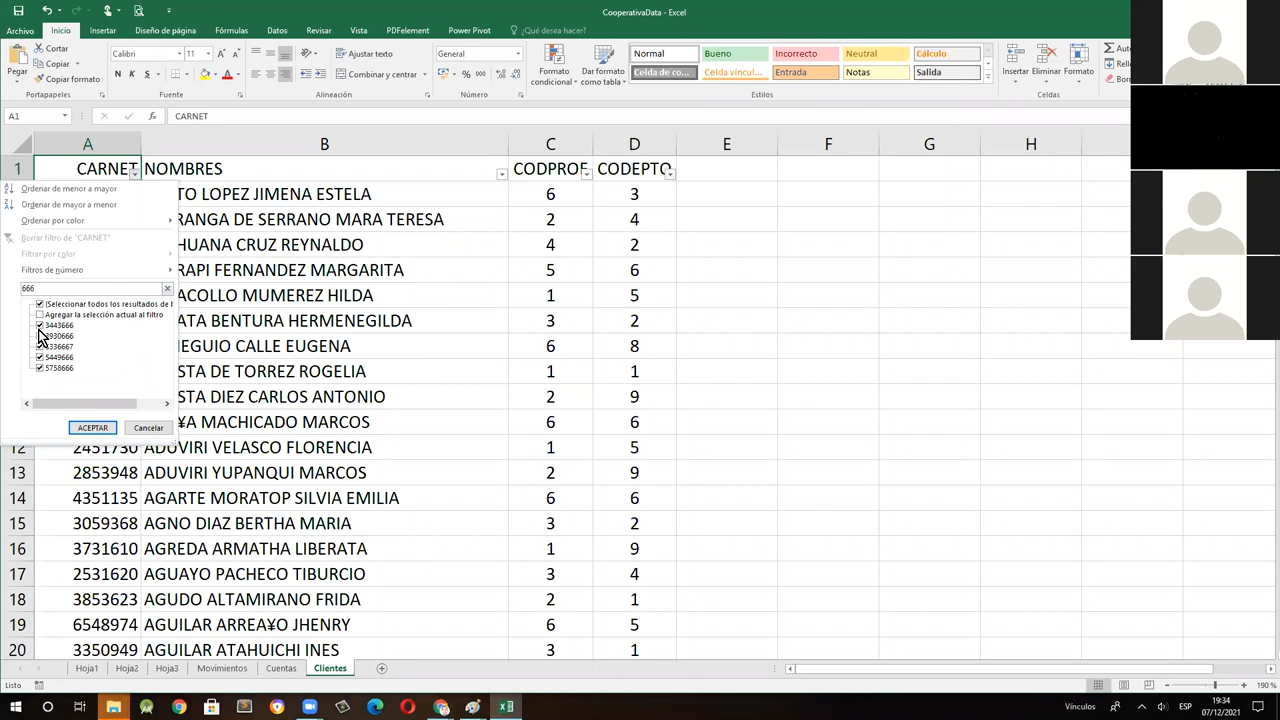 CooperativaData - Excel
Archivo Inicio Insertar Diseño de página Fórmulas Datos Revisar Vista PDFelement Power Pivot ¿Qué desea hacer?
Pegar
Cortar
Copiar
Copiar formato
Portapapeles
Calibri 11
N K S
Fuente
Ajustar texto
Combinar y centrar
Alineación
General
% 000
Número
Formato condicional
Dar formato como tabla
Normal Bueno Incorrecto Neutral Cálculo
Celda de co... Celda vincul... Entrada Notas Salida
Estilos
Insertar Eliminar Formato
Celdas
A1 fx CARNET
A B C D E F G H
1 CARNET NOMBRES CODPROF CODEPTO
TO LOPEZ JIMENA ESTELA 6 3
RANGA DE SERRANO MARA TERESA 2 4
HUANA CRUZ REYNALDO 4 2
RAPI FERNANDEZ MARGARITA 5 6
ACOLLO MUMEREZ HILDA 1 5
ATA BENTURA HERMENEGILDA 3 2
EGUIO CALLE EUGENA 6 8
STA DE TORREZ ROGELIA 1 1
STA DIEZ CARLOS ANTONIO 2 9
¥A MACHICADO MARCOS 6 6
12 2451730 ADUVIRI VELASCO FLORENCIA 1 5
13 2853948 ADUVIRI YUPANQUI MARCOS 2 9
14 4351135 AGARTE MORATOP SILVIA EMILIA 6 6
15 3059368 AGNO DIAZ BERTHA MARIA 3 2
16 3731610 AGREDA ARMATHA LIBERATA 1 9
17 2531620 AGUAYO PACHECO TIBURCIO 3 4
18 3853623 AGUDO ALTAMIRANO FRIDA 2 1
19 6548974 AGUILAR ARREA¥O JHENRY 6 5
20 3350949 AGUILAR ATAHUICHI INES 3 1
Ordenar de menor a mayor
Ordenar de mayor a menor
Ordenar por color
Borrar filtro de "CARNET"
Filtrar por color
Filtros de número
666
(Seleccionar todos los resultados de b
Agregar la selección actual al filtro
3443666
930666
336667
5449666
5758666
ACEPTAR Cancelar
Hoja1 Hoja2 Hoja3 Movimientos Cuentas Clientes
Listo
190 %
Vínculos ESP 19:34
07/12/2021